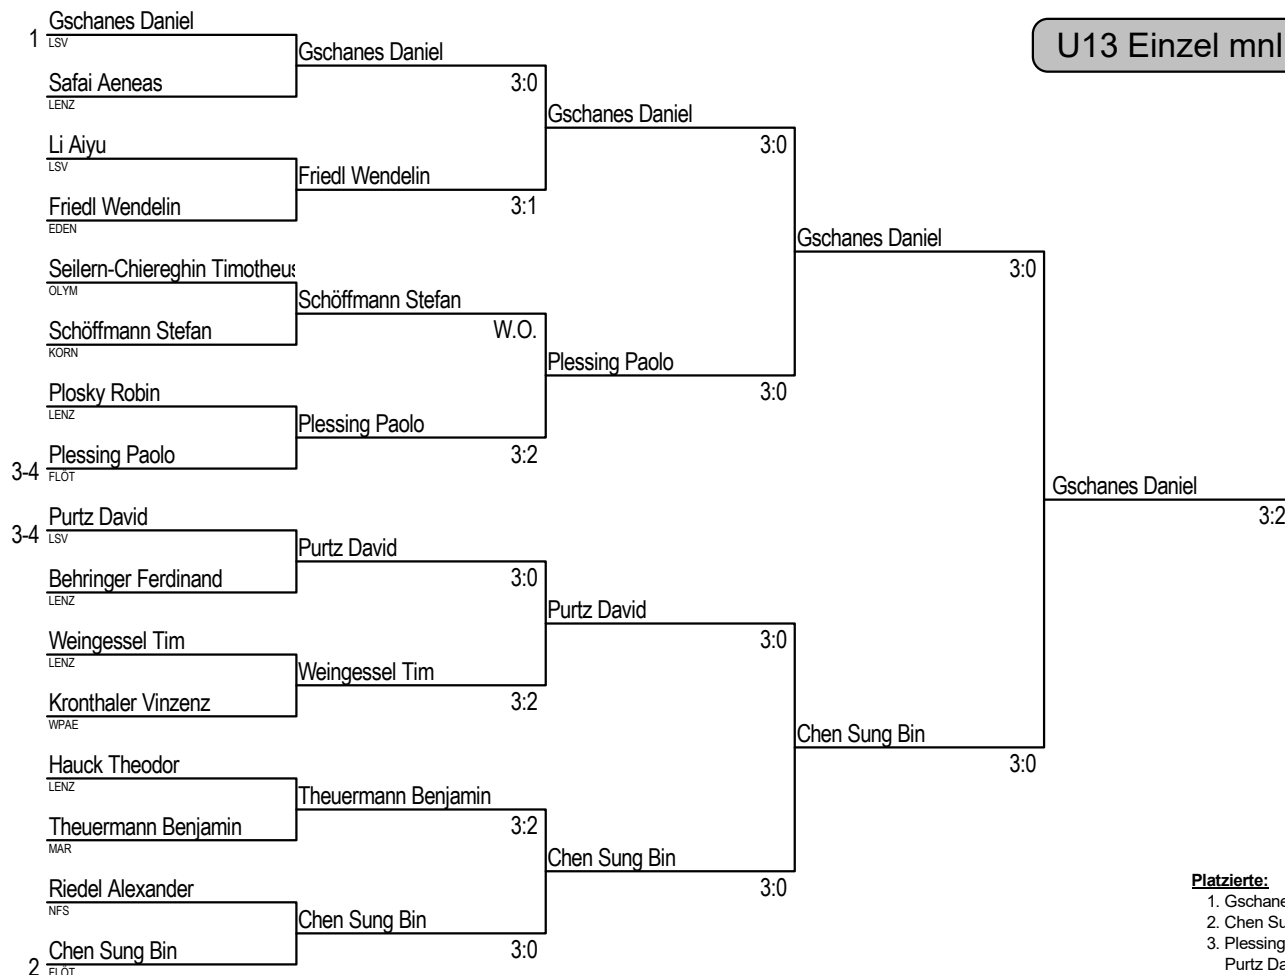 U13 Einzel mnl
1 Gschanes Daniel
LSV
Safai Aeneas
LENZ
Li Aiyu
LSV
Friedl Wendelin
EDEN
Seilern-Chiereghin Timotheus
OLYM
Schöffmann Stefan
KORN
Plosky Robin
LENZ
Plessing Paolo
3-4 FLÖT
Purtz David
3-4 LSV
Behringer Ferdinand
LENZ
Weingessel Tim
LENZ
Kronthaler Vinzenz
WPAE
Hauck Theodor
LENZ
Theuermann Benjamin
MAR
Riedel Alexander
NFS
Chen Sung Bin
2 FLÖT
Gschanes Daniel
3:0
Friedl Wendelin
3:1
Schöffmann Stefan
W.O.
Plessing Paolo
3:2
Purtz David
3:0
Weingessel Tim
3:2
Theuermann Benjamin
3:2
Chen Sung Bin
3:0
Gschanes Daniel
3:0
Plessing Paolo
3:0
Purtz David
3:0
Chen Sung Bin
3:0
Gschanes Daniel
3:0
Chen Sung Bin
3:0
Gschanes Daniel
3:2
Platzierte:
1. Gschane
2. Chen Su
3. Plessing
Purtz Da